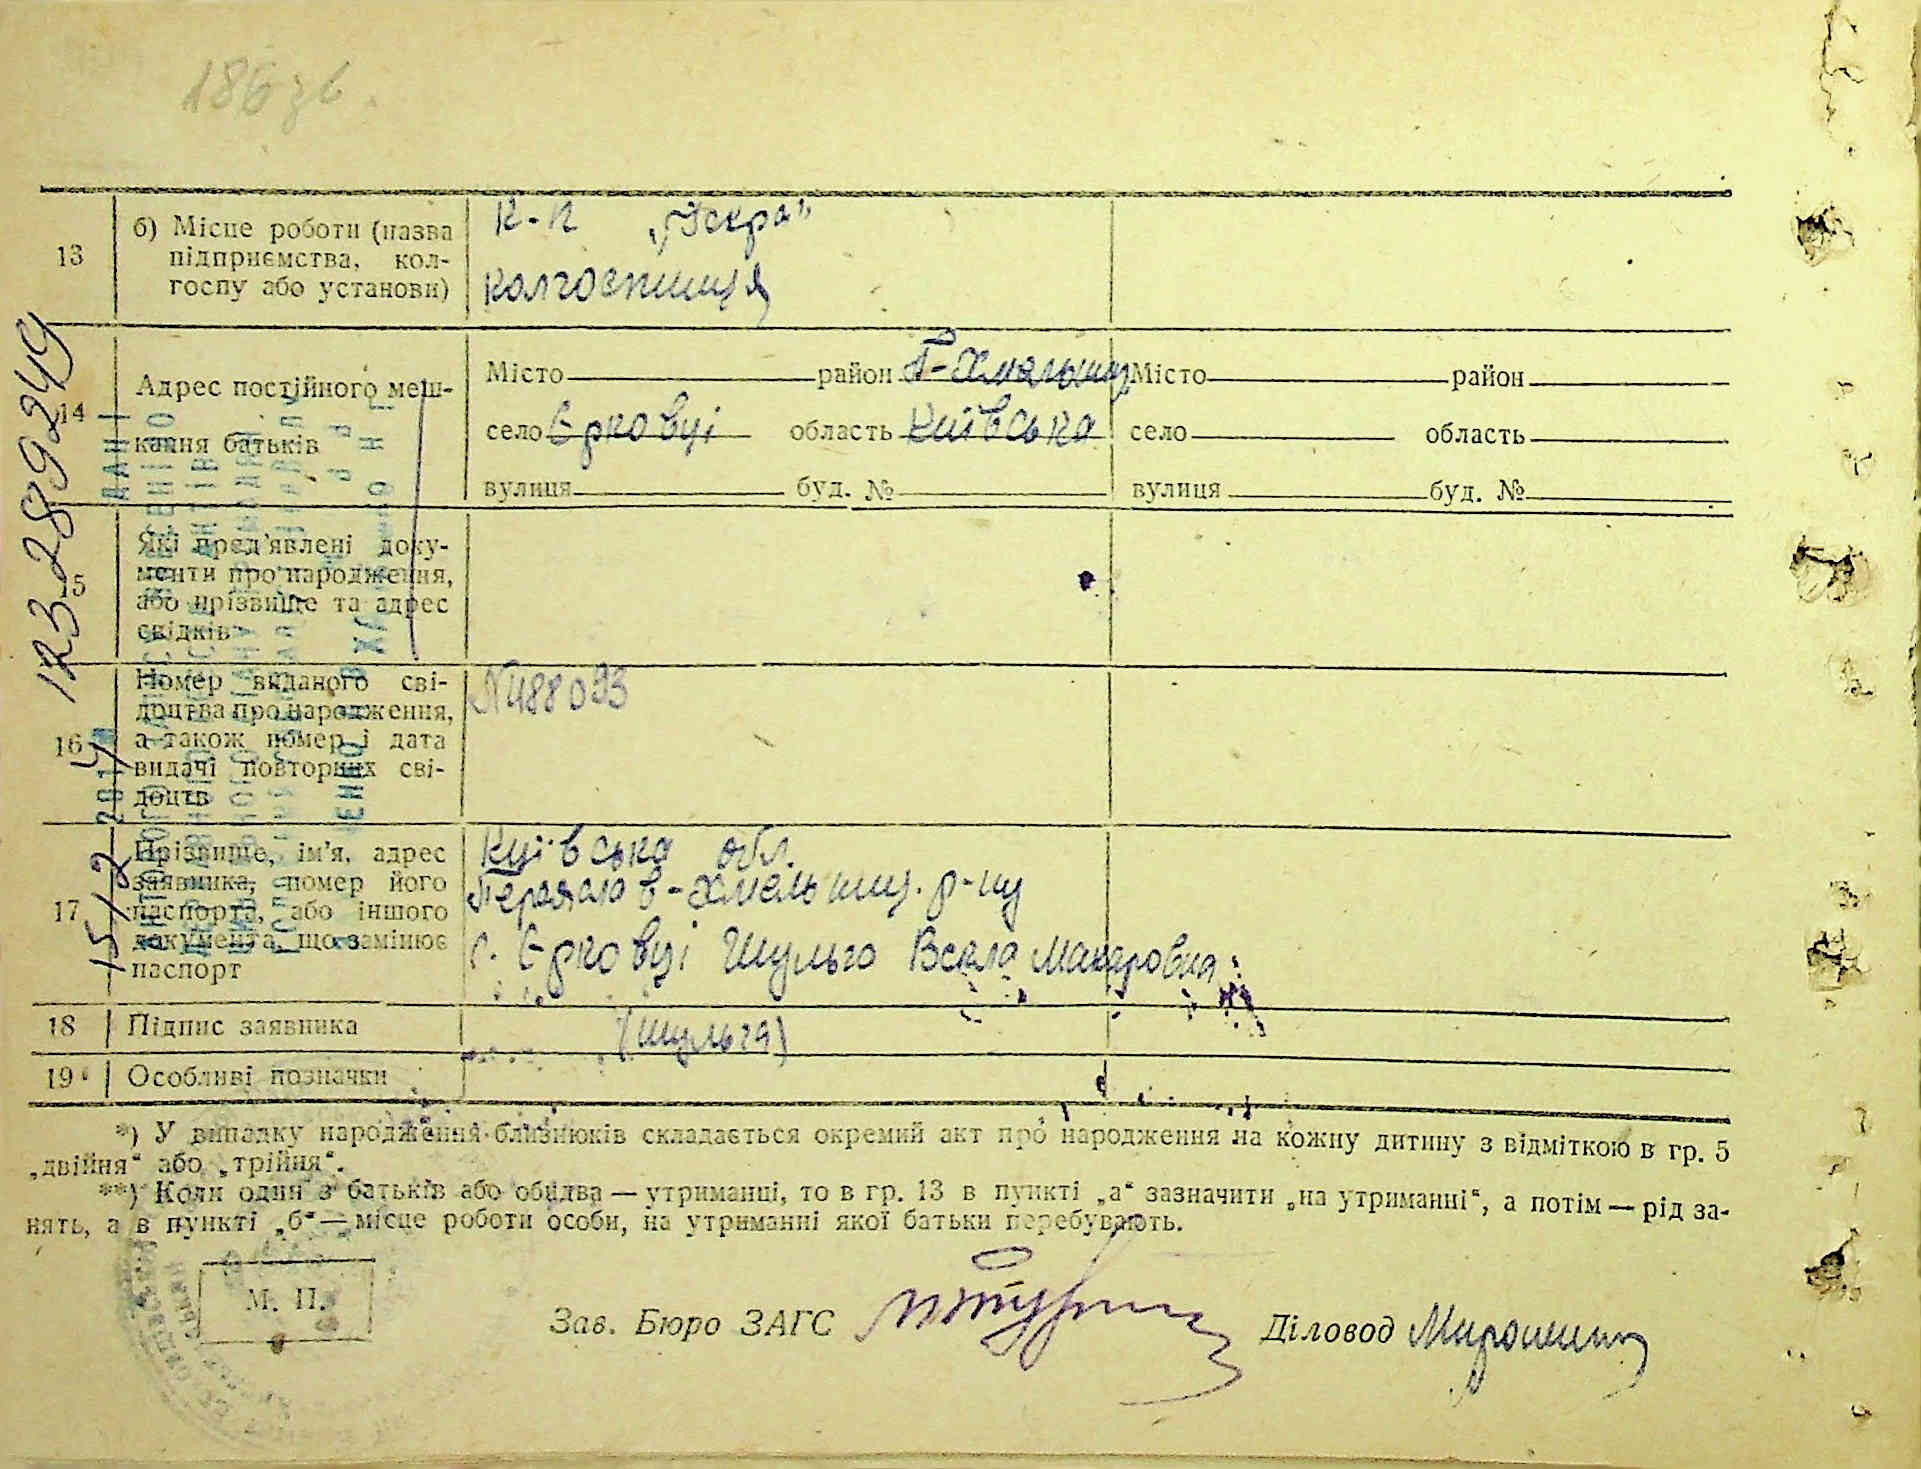 186 зв.
13 б) Місце роботи (назва К-п „Іскра"
підприємства, кол-
госпу або установи) колгоспниця
Місто район П-Хмельниц Місто район
14 Адрес постійного меш-
село Єрковці область Київська село область
кання батьків
вулиця буд. № вулиця буд. №
Які пред'явлені доку-
15 менти про народження,
або прізвище та адрес
свідків
Номер виданого сві- №488093
доцтва про народження,
16 а також номер і дата
видачі повторних сві-
доцтв
Прізвище, ім'я, адрес Київська обл.
заявника, номер його Переяслав-Хмельниц. р-ну
17 паспорта, або іншого
документа, що замінює с. Єрковці Шульга Макаровна
паспорт
18 Підпис заявника (Шульга)
19 Особливі позначки
*) У випадку народження близнюків складається окремий акт про народження на кожну дитину з відміткою в гр. 5
„двійня" або „трійня".
**) Коли один з батьків або обидва — утриманці, то в гр. 13 в пункті „а" зазначити „на утриманні", а потім — рід за-
нять, а в пункті „б" — місце роботи особи, на утриманні якої батьки перебувають.
М. П.
Зав. Бюро ЗАГС Діловод
123-2899249